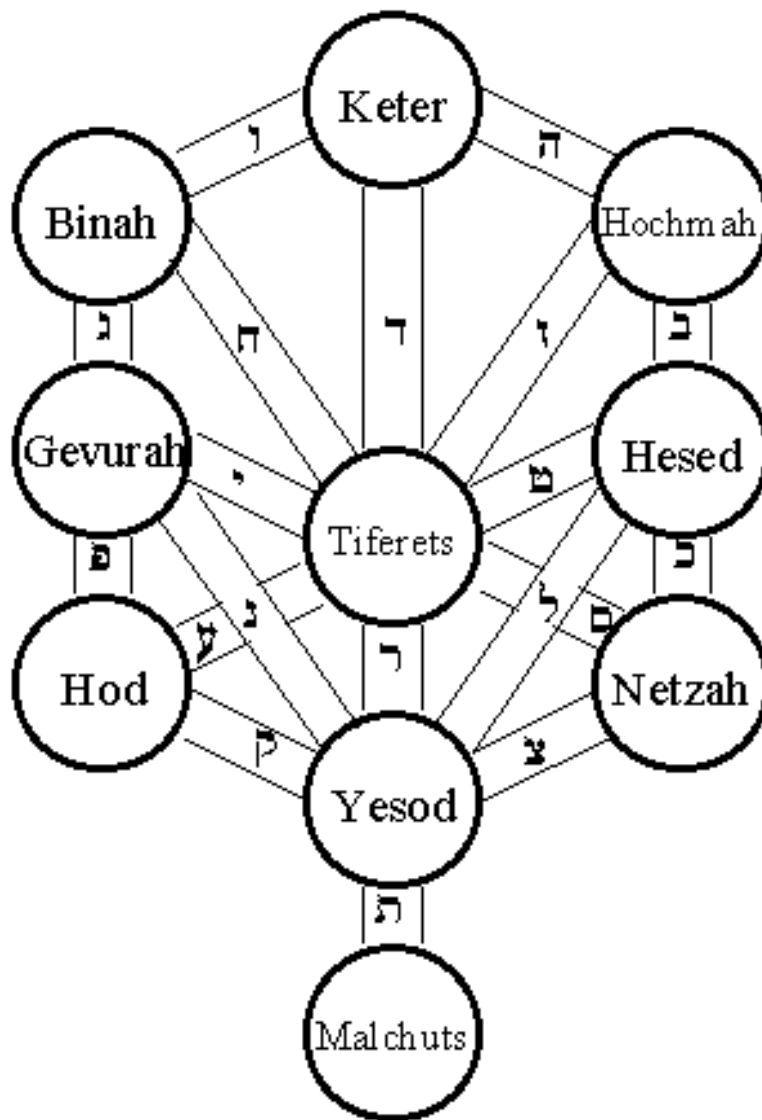 Keter
ו
ה
Binah
Hochmah
ג
ה
ד
ז
ב
Gevurah
Hesed
י
ט
Tiferets
פ
כ
ע
נ
ר
ל
ם
Hod
Netzah
ק
צ
Yesod
ת
Malchuts